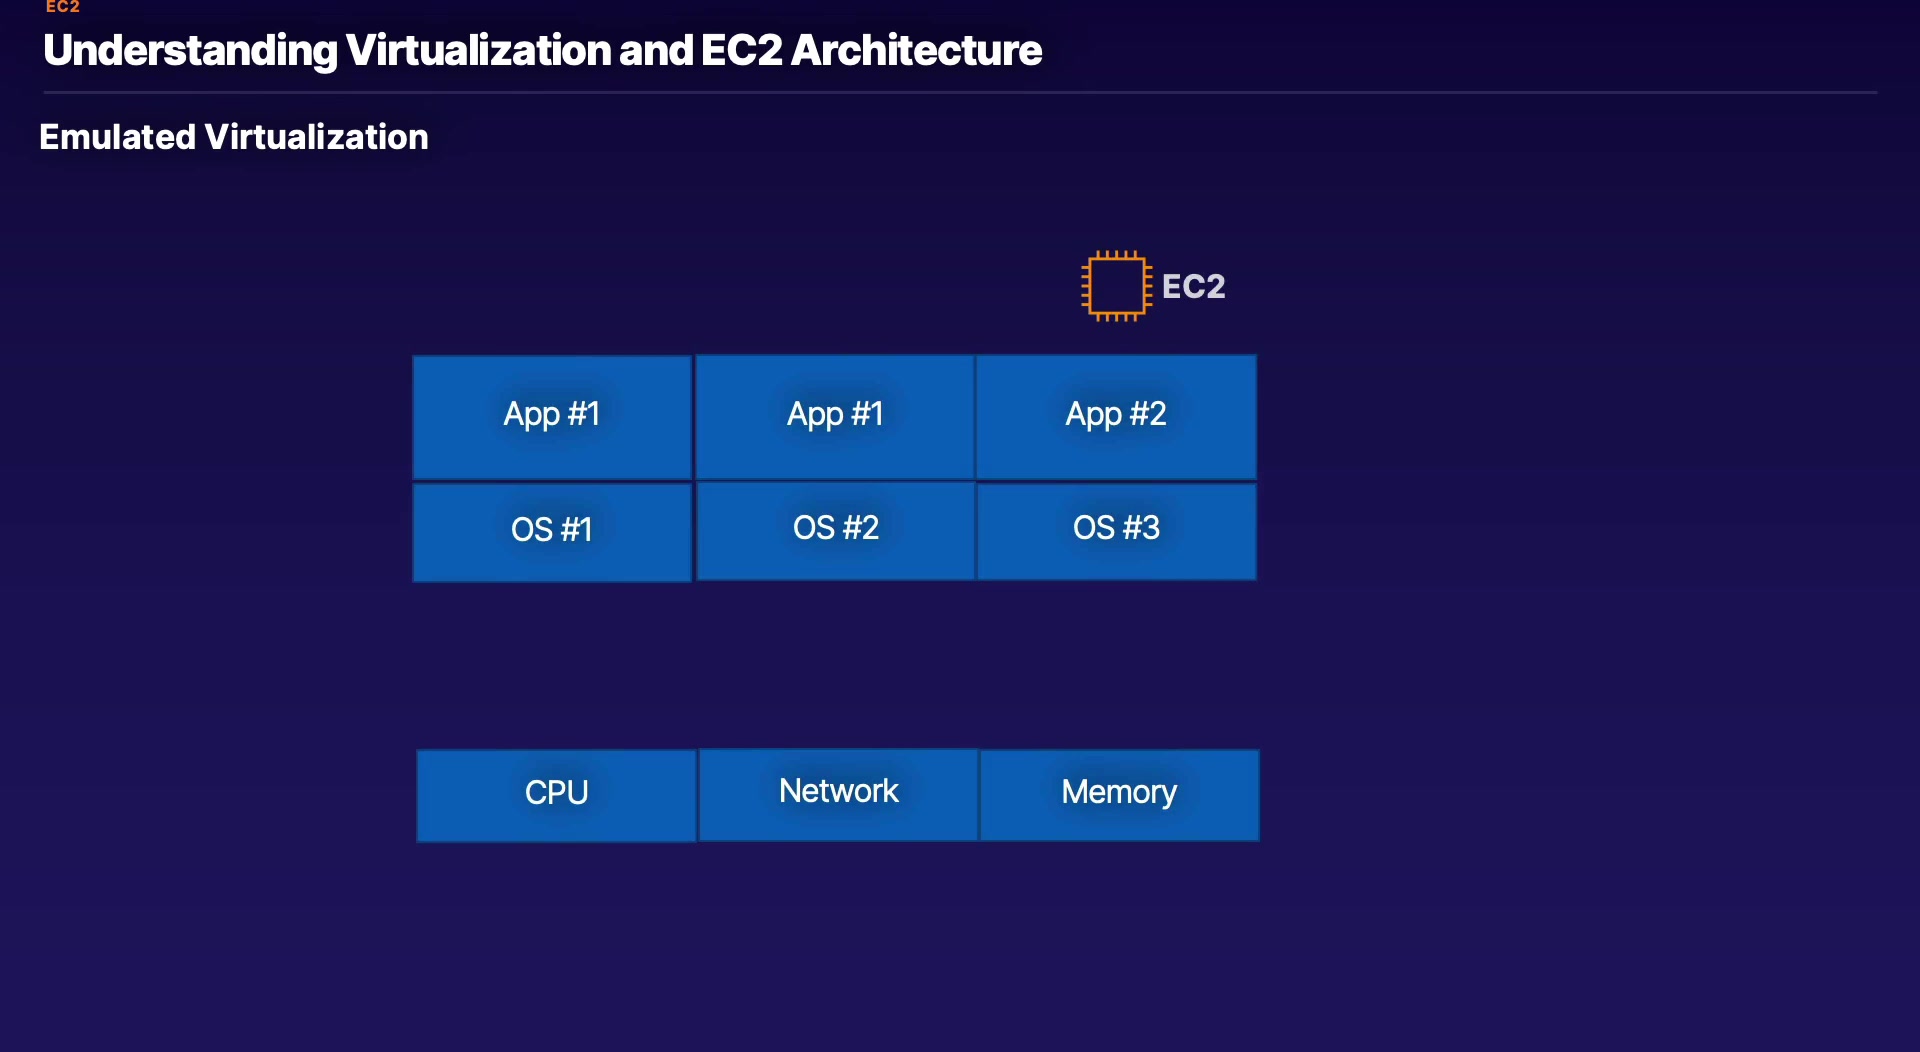 EC2
Understanding Virtualization and EC2 Architecture
Emulated Virtualization
EC2
App #1
App #1
App #2
OS #1
OS #2
OS #3
CPU
Network
Memory